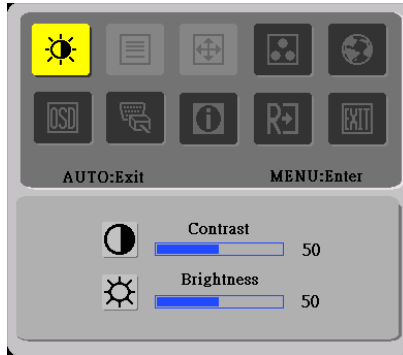 OSD
i
R
EXIT
AUTO:Exit MENU:Enter
Contrast
50
Brightness
50